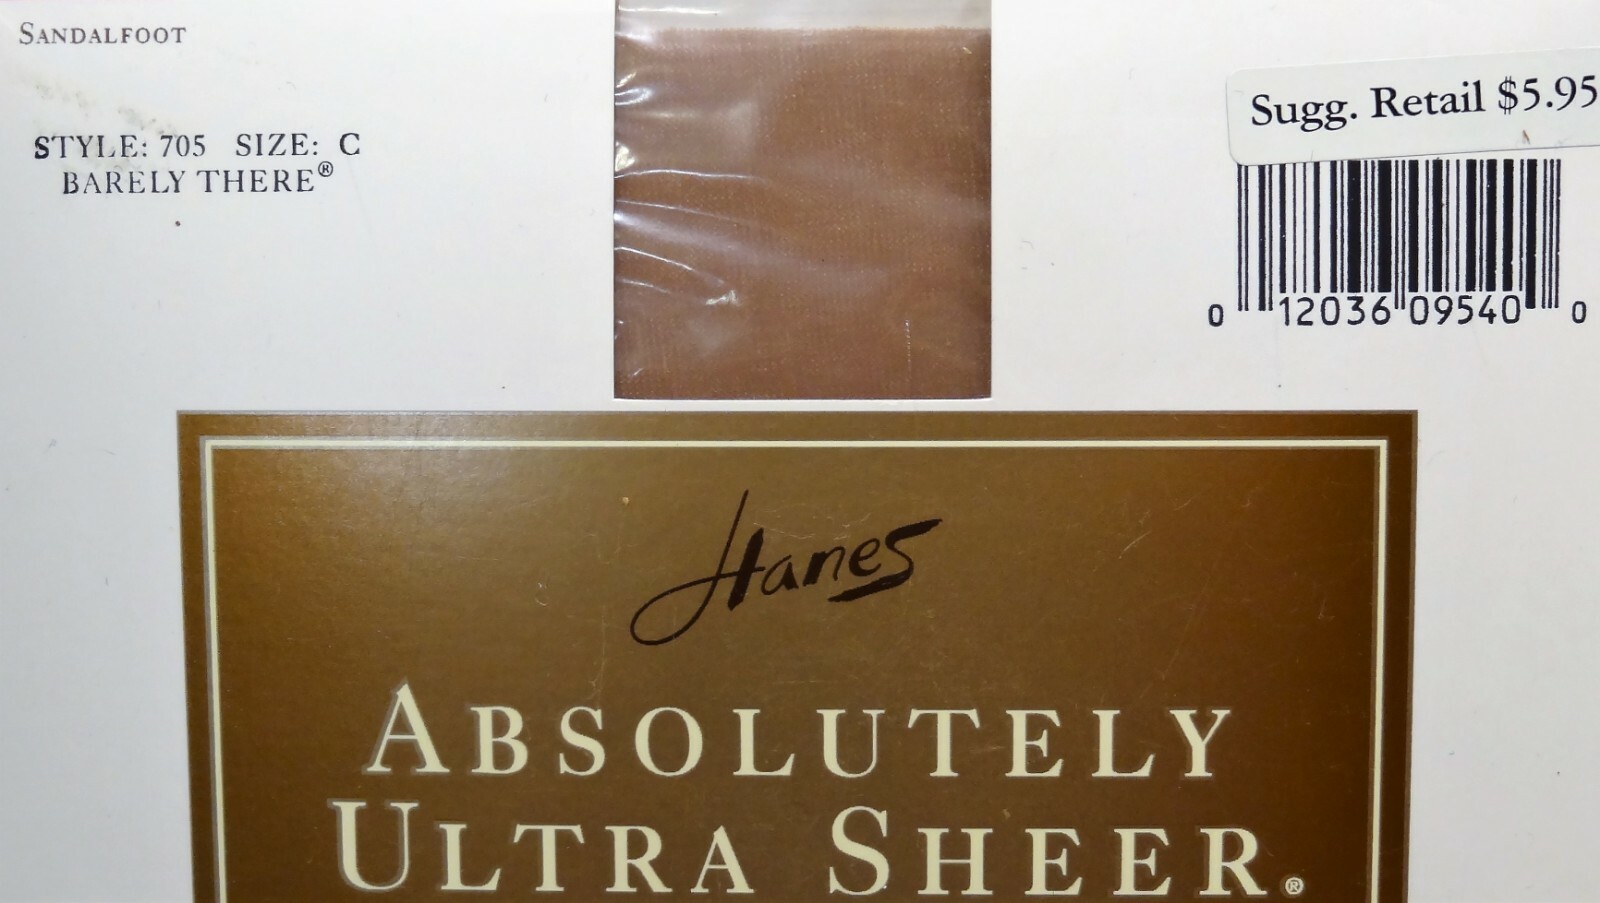 SANDALFOOT
STYLE: 705 SIZE: C
BARELY THERE®
Sugg. Retail $5.95
0 12036 09540 0
Hanes
ABSOLUTELY
ULTRA SHEER®